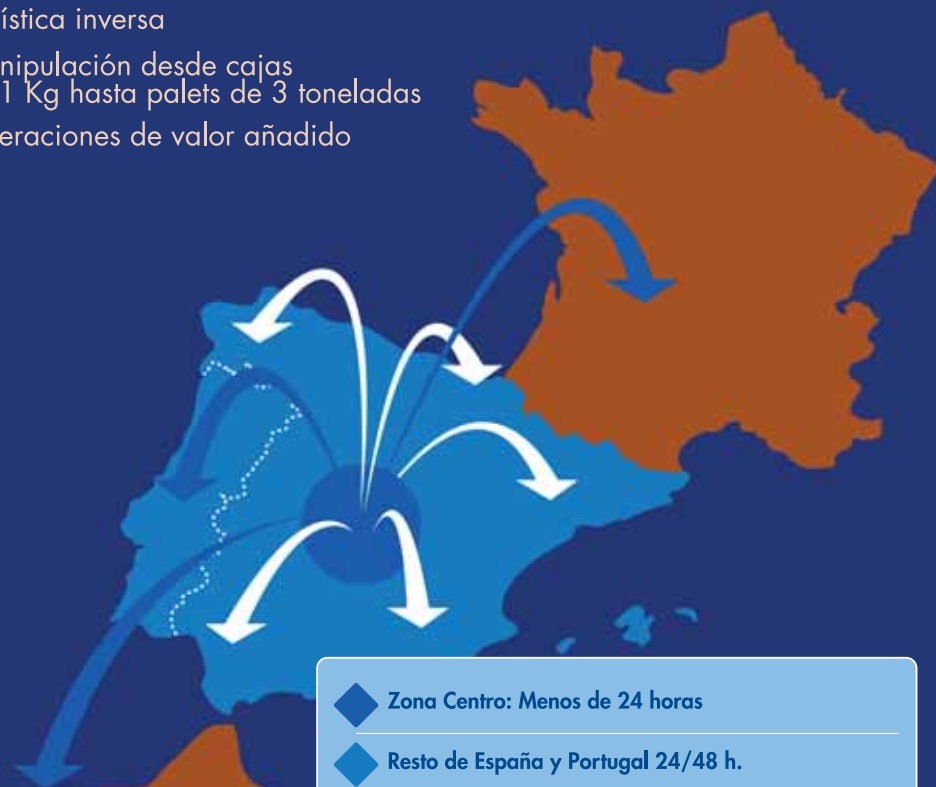 ística inversa
nipulación desde cajas
1 Kg hasta palets de 3 toneladas
eraciones de valor añadido
Zona Centro: Menos de 24 horas
Resto de España y Portugal 24/48 h.